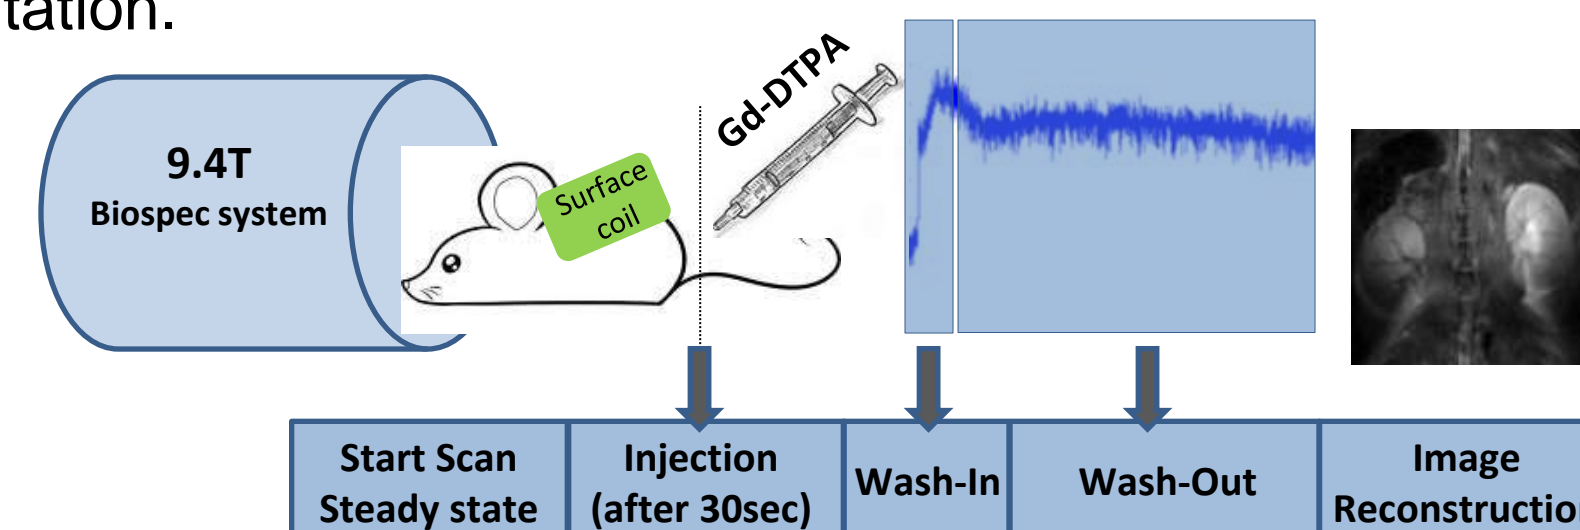 tation.
9.4T
Biospec system
Surface
coil
Gd-DTPA
Start Scan
Steady state
Injection
(after 30sec)
Wash-In
Wash-Out
Image
Reconstructio